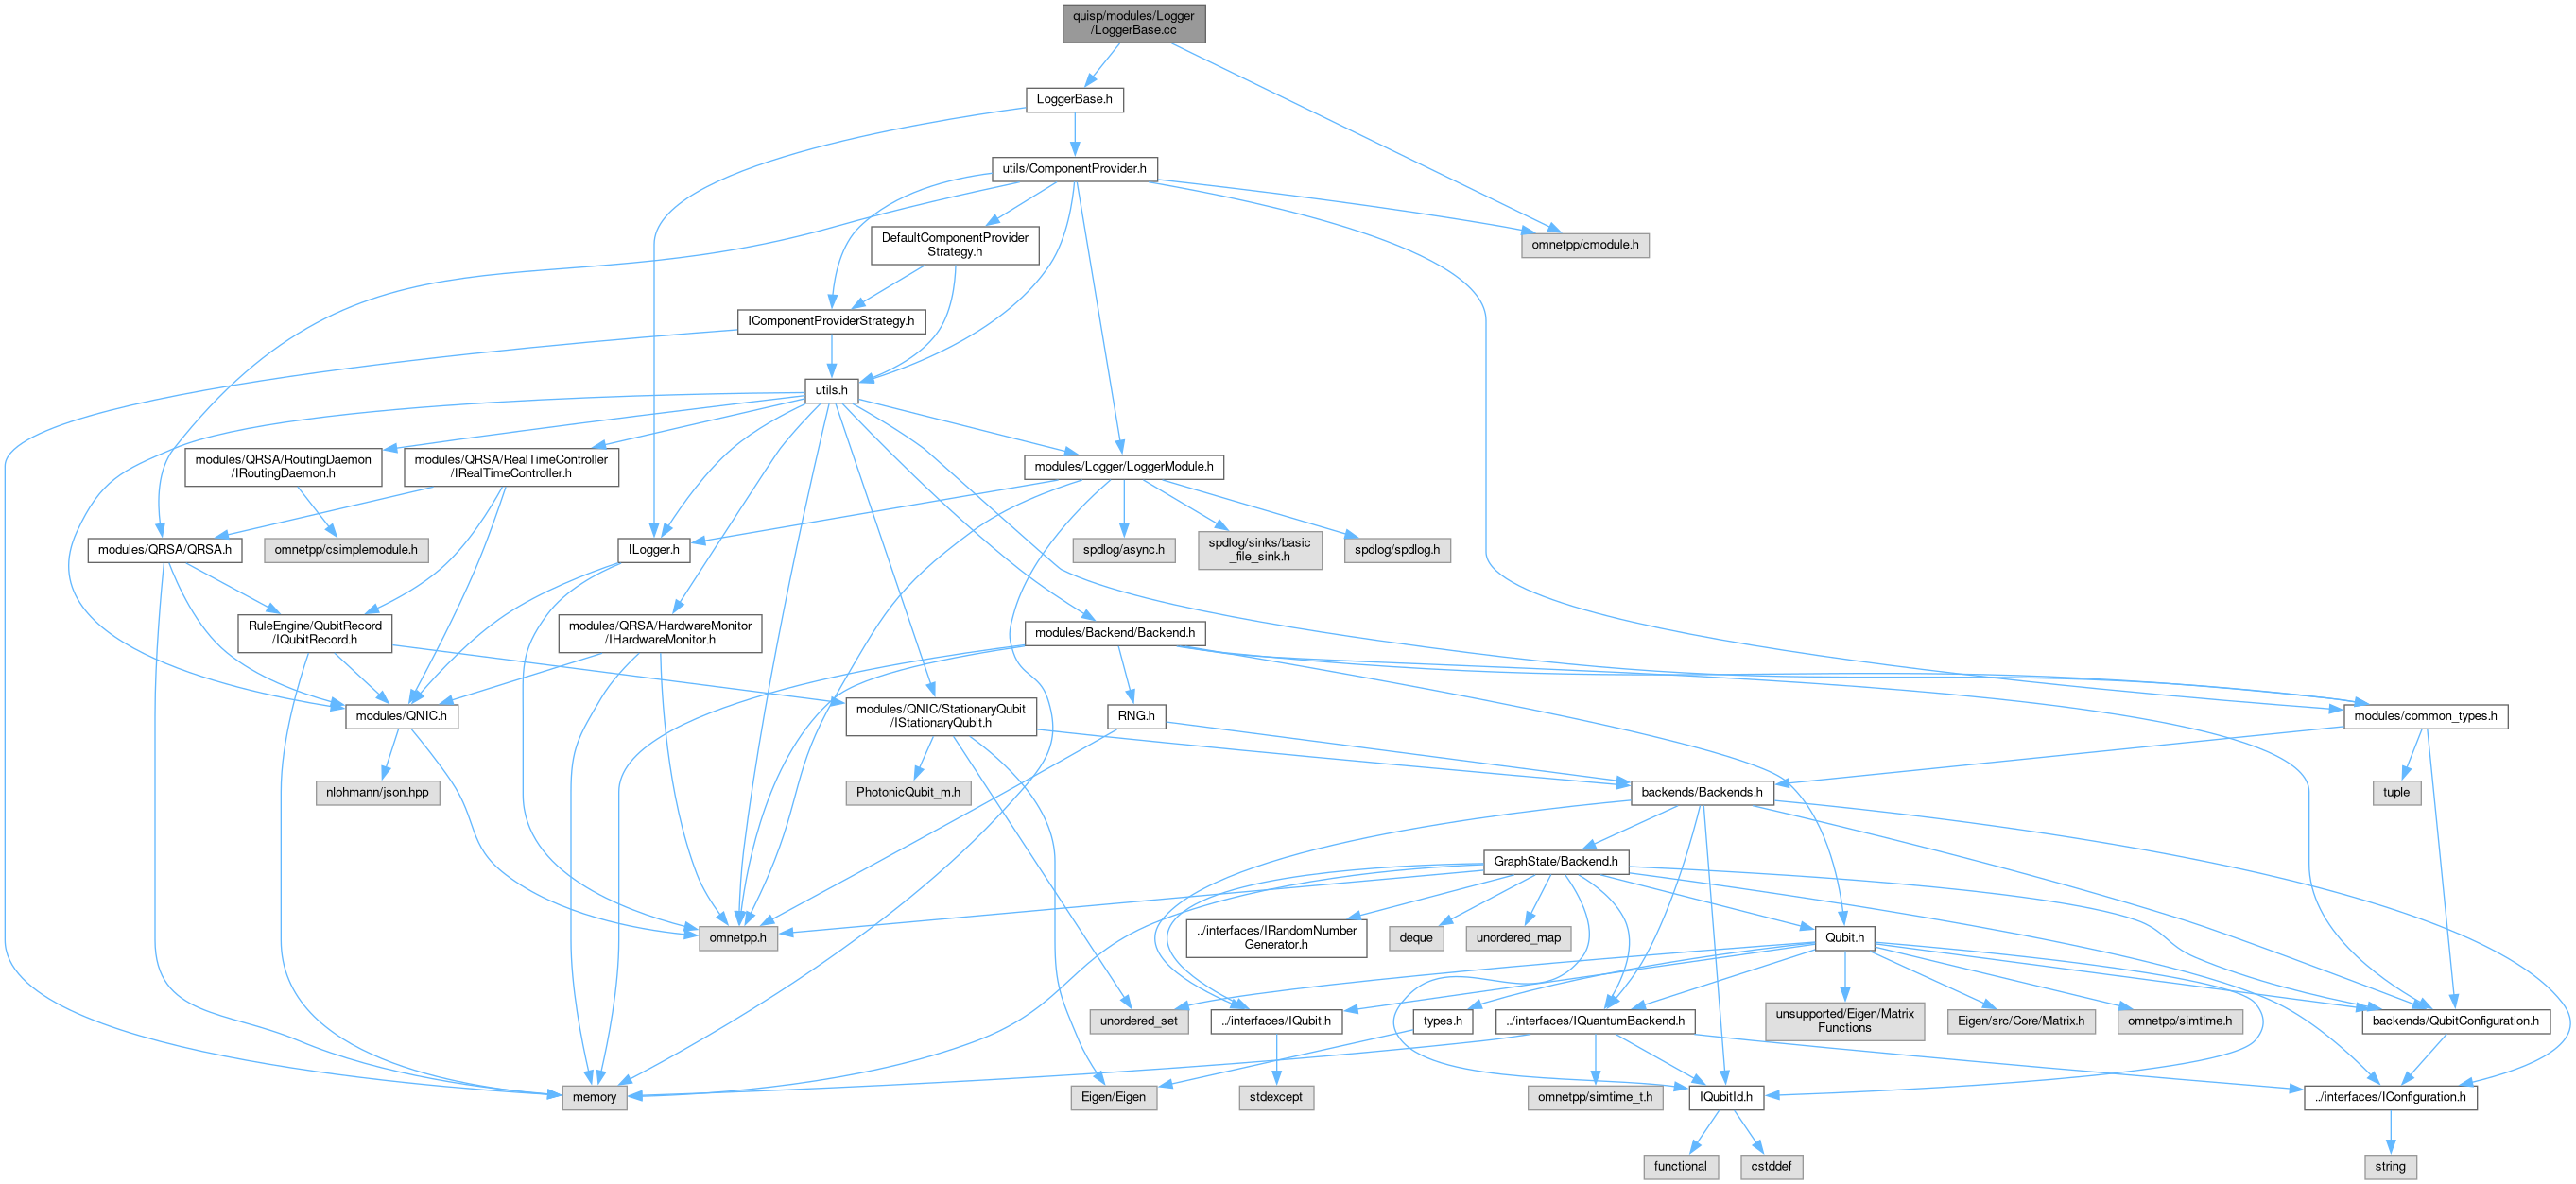 quisp/modules/Logger
/LoggerBase.cc
LoggerBase.h
utils/ComponentProvider.h
DefaultComponentProvider
Strategy.h
omnetpp/cmodule.h
IComponentProviderStrategy.h
utils.h
modules/QRSA/RoutingDaemon
/IRoutingDaemon.h
modules/QRSA/RealTimeController
/IRealTimeController.h
modules/Logger/LoggerModule.h
modules/QRSA/QRSA.h
omnetpp/csimplemodule.h
ILogger.h
spdlog/async.h
spdlog/sinks/basic
_file_sink.h
spdlog/spdlog.h
RuleEngine/QubitRecord
/IQubitRecord.h
modules/QRSA/HardwareMonitor
/IHardwareMonitor.h
modules/Backend/Backend.h
modules/QNIC.h
modules/QNIC/StationaryQubit
/IStationaryQubit.h
RNG.h
modules/common_types.h
nlohmann/json.hpp
PhotonicQubit_m.h
backends/Backends.h
tuple
GraphState/Backend.h
omnetpp.h
../interfaces/IRandomNumber
Generator.h
deque
unordered_map
Qubit.h
unordered_set
../interfaces/IQubit.h
types.h
../interfaces/IQuantumBackend.h
unsupported/Eigen/Matrix
Functions
Eigen/src/Core/Matrix.h
omnetpp/simtime.h
backends/QubitConfiguration.h
memory
Eigen/Eigen
stdexcept
omnetpp/simtime_t.h
IQubitId.h
../interfaces/IConfiguration.h
functional
cstddef
string